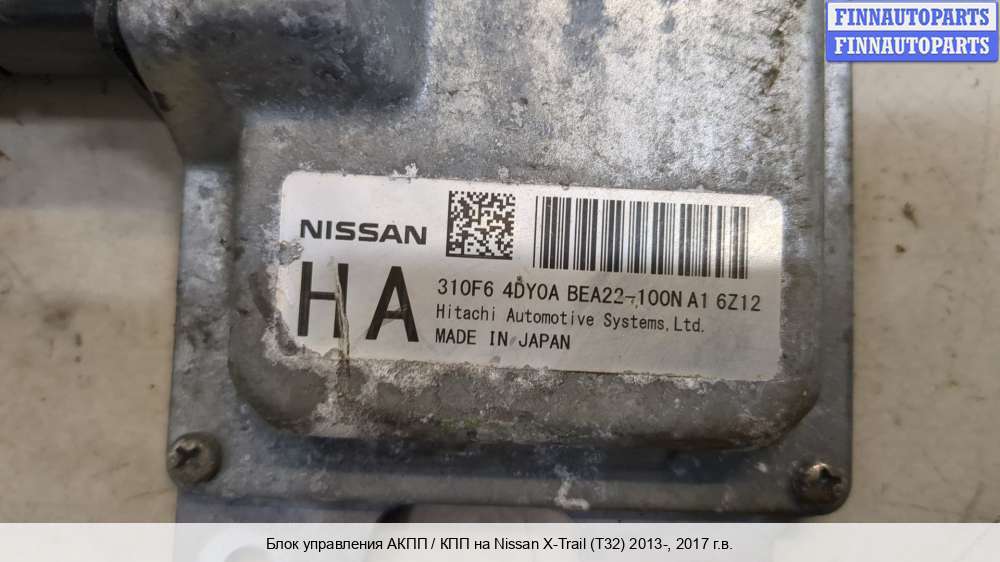 FINNAUTOPARTS
FINNAUTOPARTS
NISSAN
HA
310F6 4DY0A BEA22-100N A1 6Z12
Hitachi Automotive Systems, Ltd.
MADE IN JAPAN
Блок управления АКПП / КПП на Nissan X-Trail (T32) 2013-, 2017 г.в.